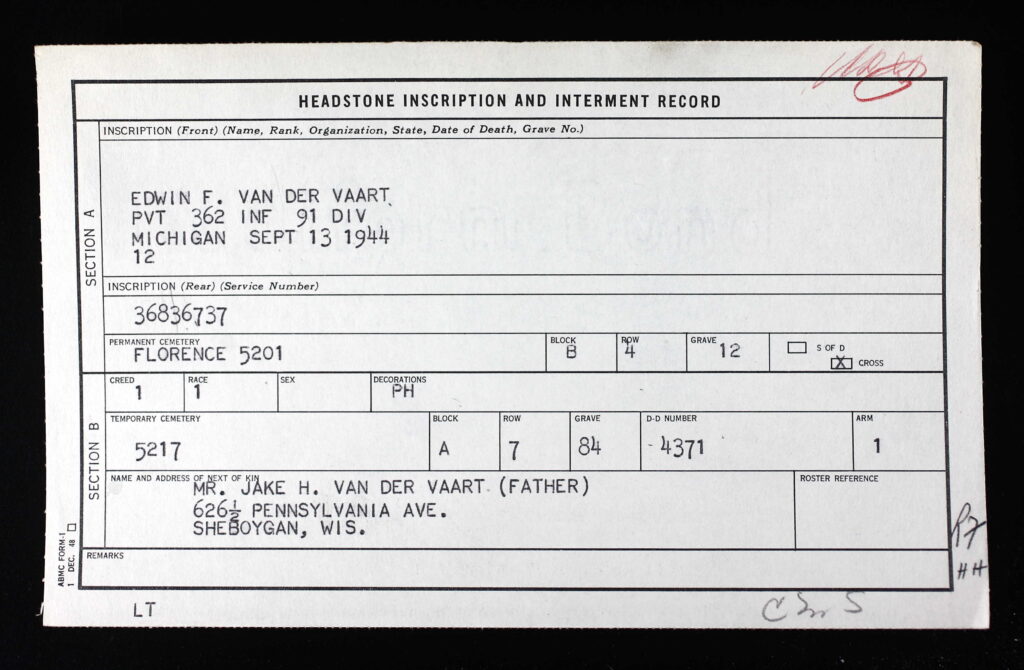 HEADSTONE INSCRIPTION AND INTERMENT RECORD
SECTION A
INSCRIPTION (Front) (Name, Rank, Organization, State, Date of Death, Grave No.)
EDWIN F. VAN DER VAART
PVT 362 INF 91 DIV
MICHIGAN SEPT 13 1944
12
INSCRIPTION (Rear) (Service Number)
36836737
PERMANENT CEMETERY
FLORENCE 5201
BLOCK
B
ROW
4
GRAVE
12
S OF D
X CROSS
SECTION B
CREED
1
RACE
1
SEX
DECORATIONS
PH
TEMPORARY CEMETERY
5217
BLOCK
A
ROW
7
GRAVE
84
D-D NUMBER
4371
ARM
1
NAME AND ADDRESS OF NEXT OF KIN
MR. JAKE H. VAN DER VAART (FATHER)
626½ PENNSYLVANIA AVE.
SHEBOYGAN, WIS.
ROSTER REFERENCE
REMARKS
ABMC FORM-1
1 DEC. 48
LT
HH